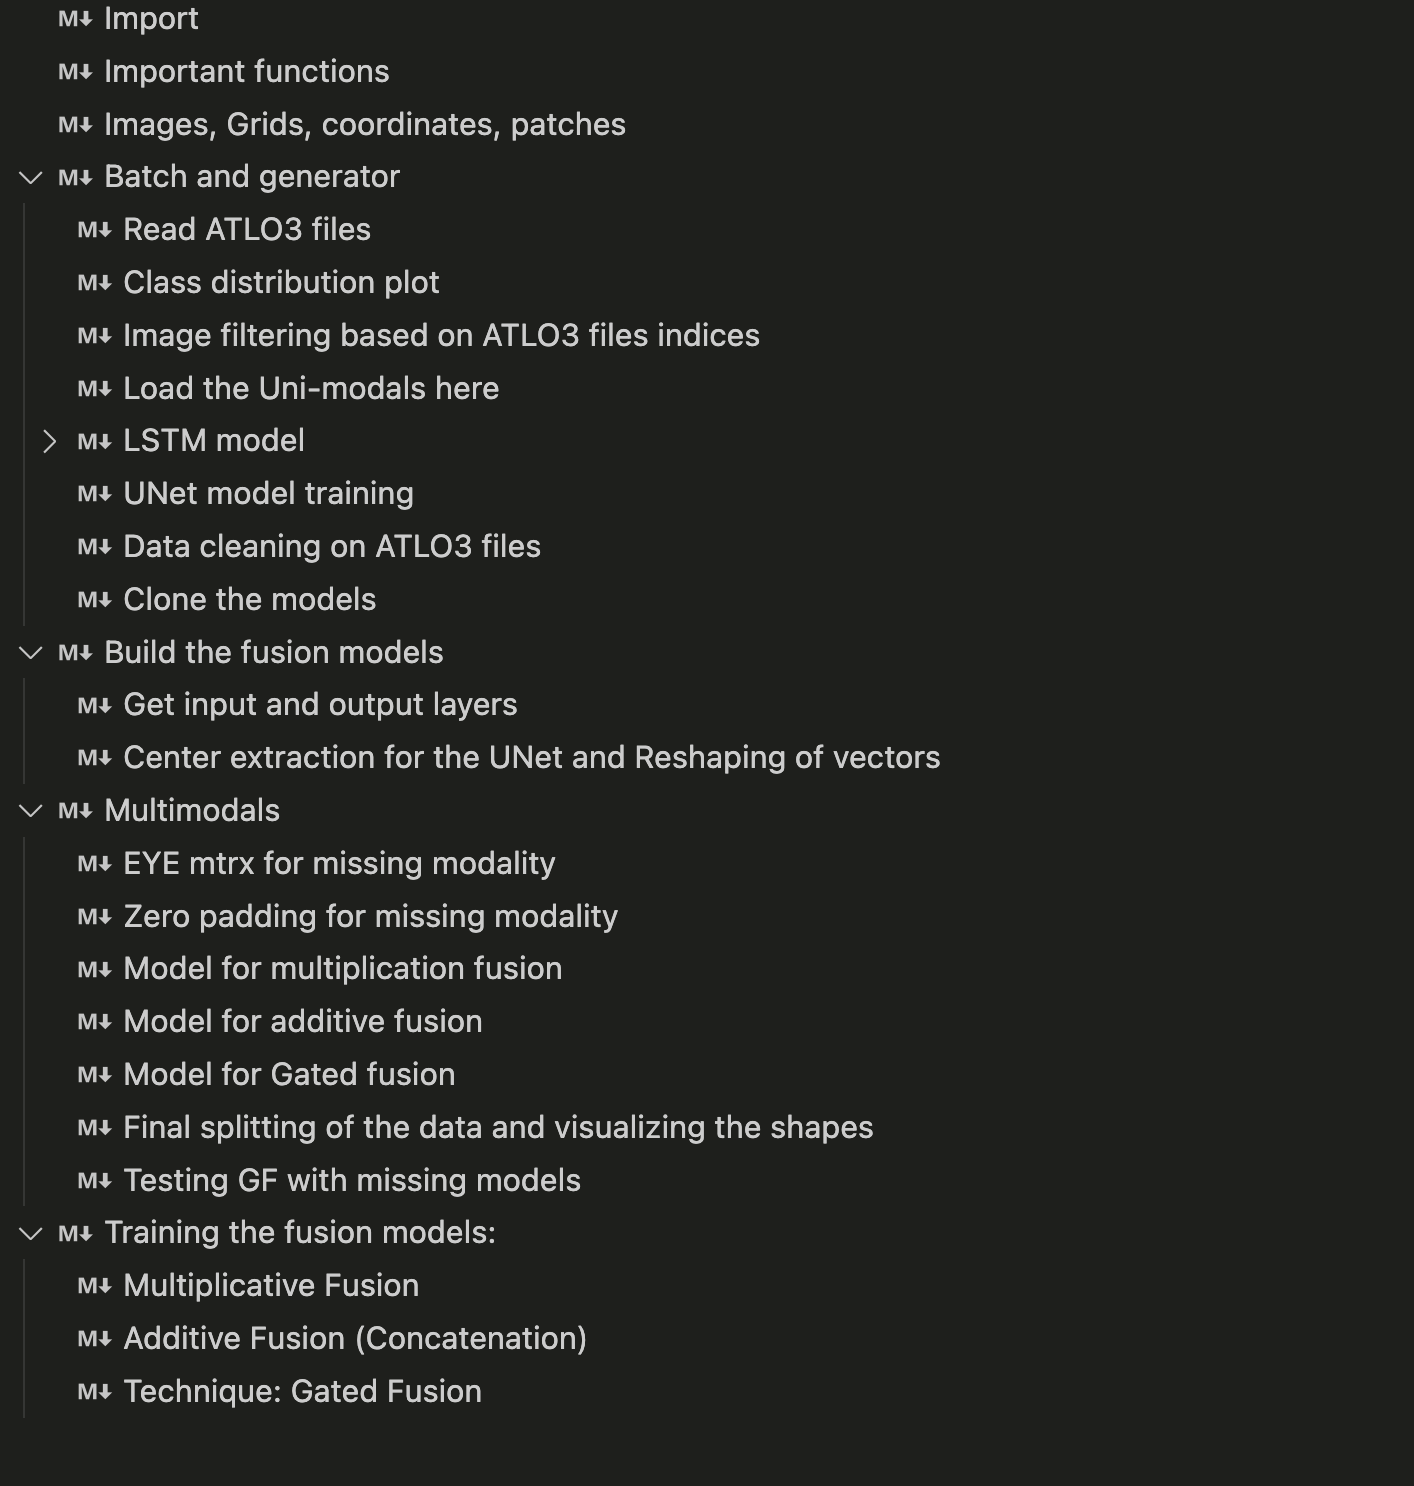 M↓ Import
M↓ Important functions
M↓ Images, Grids, coordinates, patches
M↓ Batch and generator
M↓ Read ATLO3 files
M↓ Class distribution plot
M↓ Image filtering based on ATLO3 files indices
M↓ Load the Uni-modals here
M↓ LSTM model
M↓ UNet model training
M↓ Data cleaning on ATLO3 files
M↓ Clone the models
M↓ Build the fusion models
M↓ Get input and output layers
M↓ Center extraction for the UNet and Reshaping of vectors
M↓ Multimodals
M↓ EYE mtrx for missing modality
M↓ Zero padding for missing modality
M↓ Model for multiplication fusion
M↓ Model for additive fusion
M↓ Model for Gated fusion
M↓ Final splitting of the data and visualizing the shapes
M↓ Testing GF with missing models
M↓ Training the fusion models:
M↓ Multiplicative Fusion
M↓ Additive Fusion (Concatenation)
M↓ Technique: Gated Fusion